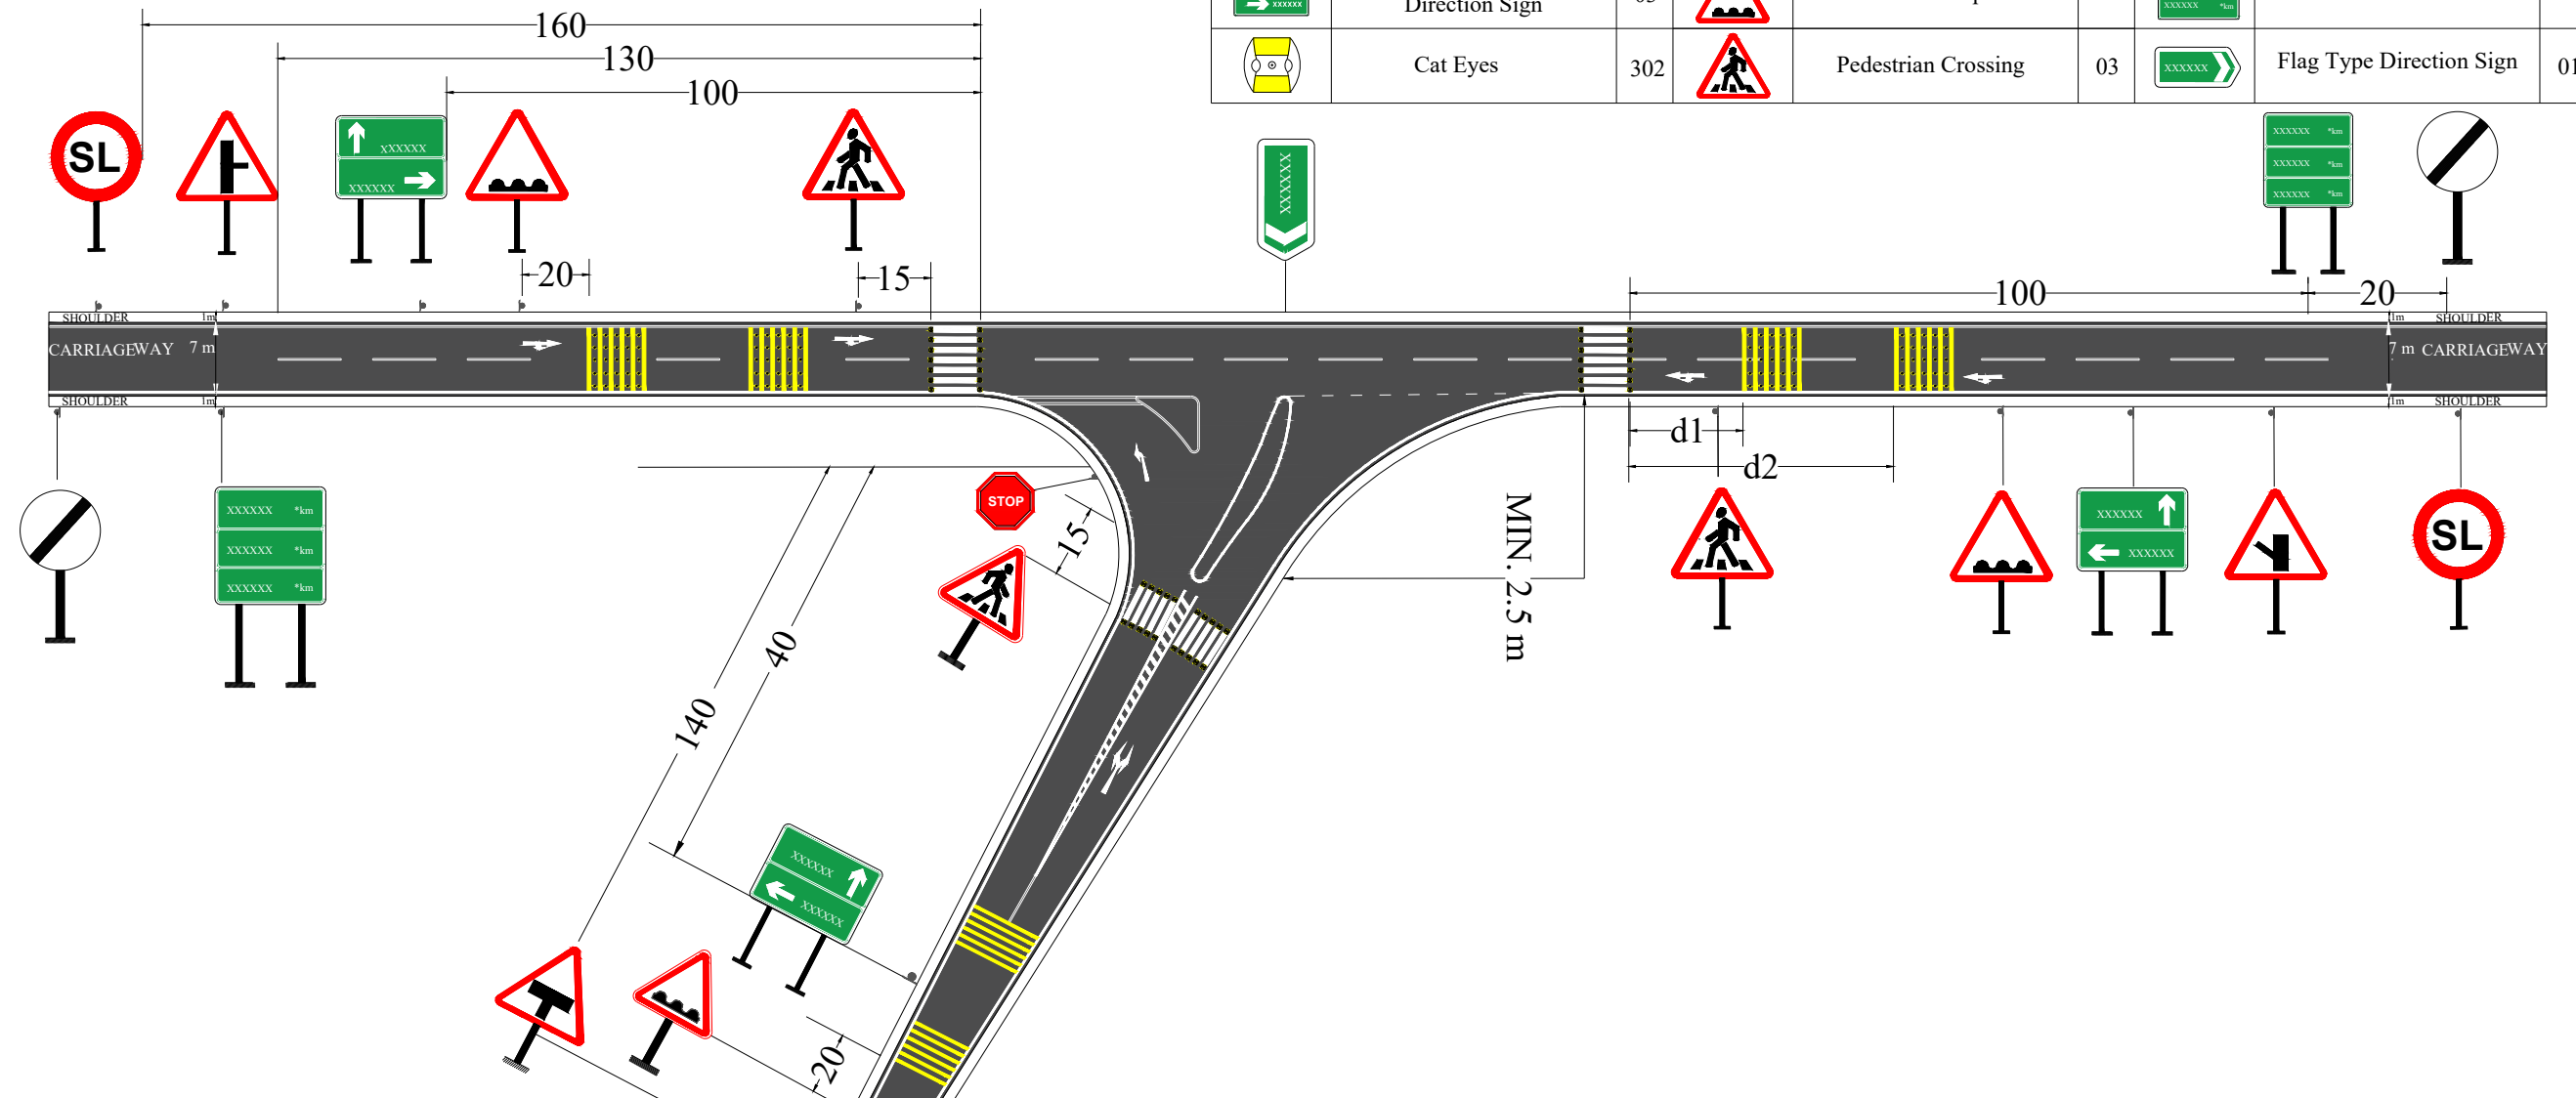 Direction Sign
xxxxxx
xxxxxx
*km
Cat Eyes
302
Pedestrian Crossing
03
XXXXXX
Flag Type Direction Sign
160
130
100
SL
XXXXXX
XXXXXX
XXXXXX
XXXXXX *km
XXXXXX *km
XXXXXX *km
20
15
100
20
SHOULDER 1m
1m SHOULDER
CARRIAGEWAY 7 m
7 m CARRIAGEWAY
SHOULDER 1m
1m SHOULDER
d1
d2
STOP
15
MIN. 2.5 m
XXXXXX *km
XXXXXX *km
XXXXXX *km
XXXXXX
XXXXXX
SL
40
140
XXXXXX
XXXXXX
20